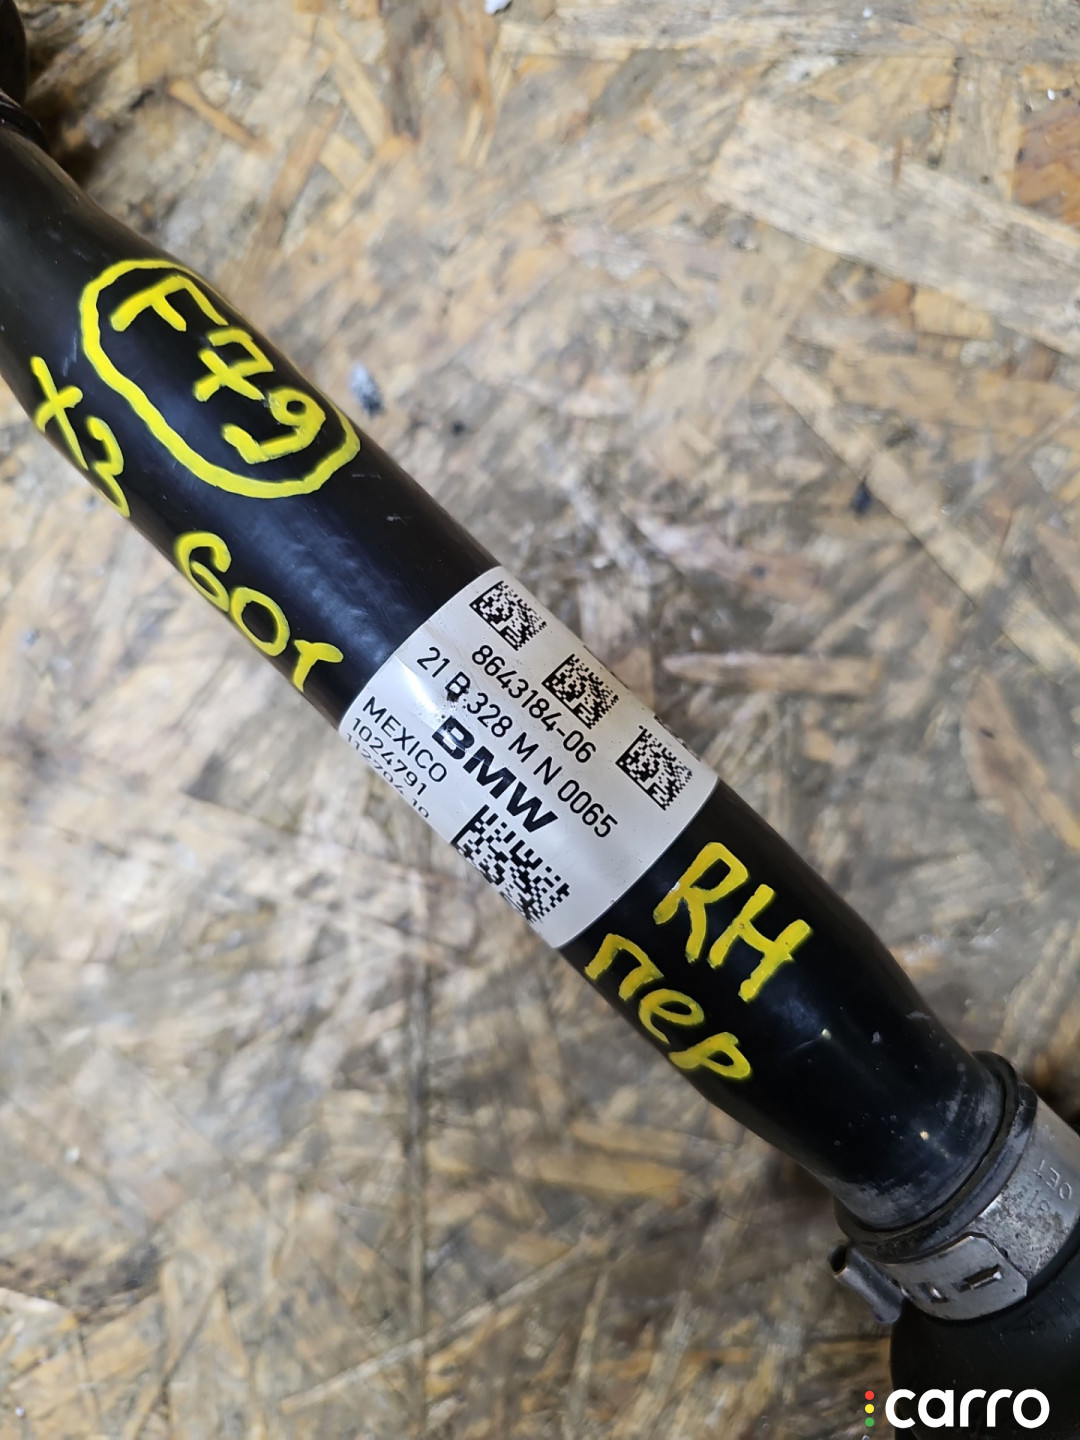 F79
X3
G01
8643184-06
21 B 328 M N 0065
BMW
MEXICO
1024791
RH
пер
carro